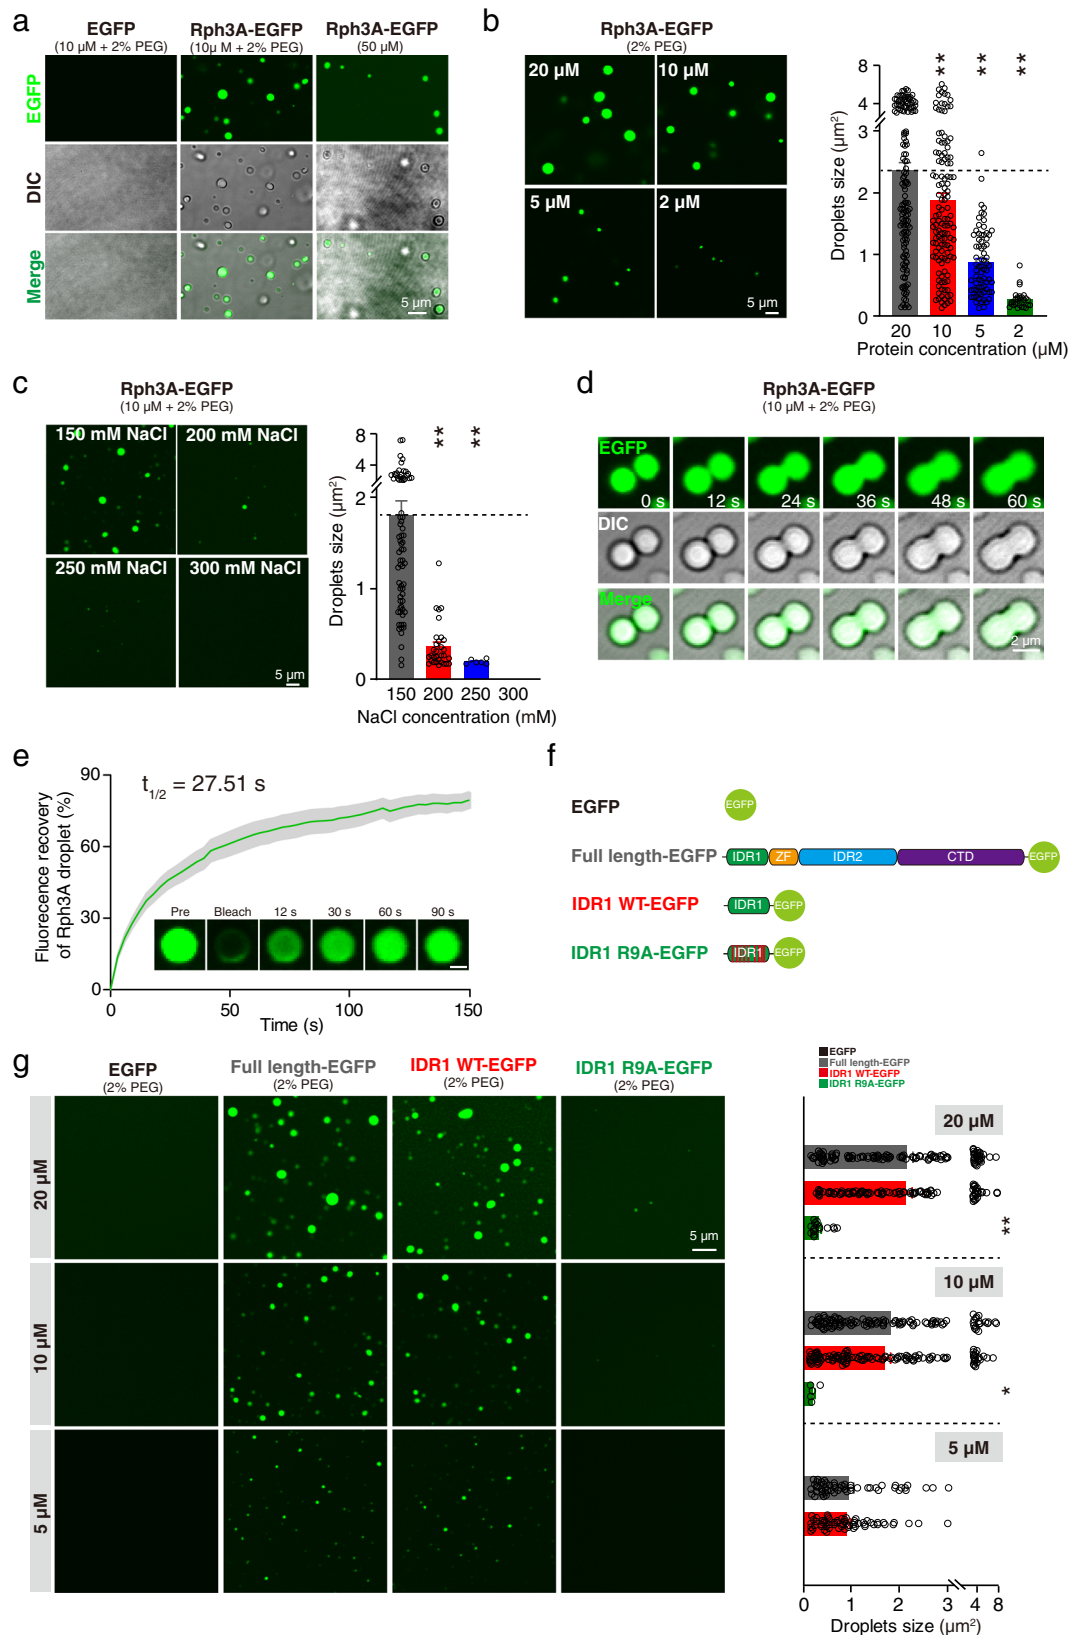 a
EGFP
(10 µM + 2% PEG)
Rph3A-EGFP
(10µ M + 2% PEG)
Rph3A-EGFP
(50 µM)
EGFP
DIC
Merge
5 µm
b
Rph3A-EGFP
(2% PEG)
20 µM
10 µM
5 µM
2 µM
5 µm
Droplets size (µm²)
8
4
3
2
1
0
**
**
**
20 10 5 2
Protein concentration (µM)
c
Rph3A-EGFP
(10 µM + 2% PEG)
150 mM NaCl
200 mM NaCl
250 mM NaCl
300 mM NaCl
5 µm
Droplets size (µm²)
8
4
2
1
0
**
**
150 200 250 300
NaCl concentration (mM)
d
Rph3A-EGFP
(10 µM + 2% PEG)
EGFP
0 s 12 s 24 s 36 s 48 s 60 s
DIC
Merge
2 µm
e
Fluorecence recovery
of Rph3A droplet (%)
90
60
30
0
t1/2 = 27.51 s
Pre Bleach 12 s 30 s 60 s 90 s
0 50 100 150
Time (s)
f
EGFP
EGFP
Full length-EGFP
IDR1 ZF IDR2 CTD EGFP
IDR1 WT-EGFP
IDR1 EGFP
IDR1 R9A-EGFP
IDR1 EGFP
g
EGFP
(2% PEG)
Full length-EGFP
(2% PEG)
IDR1 WT-EGFP
(2% PEG)
IDR1 R9A-EGFP
(2% PEG)
20 µM
10 µM
5 µM
5 µm
EGFP
Full length-EGFP
IDR1 WT-EGFP
IDR1 R9A-EGFP
20 µM
**
10 µM
*
5 µM
0 1 2 3 4 8
Droplets size (µm²)